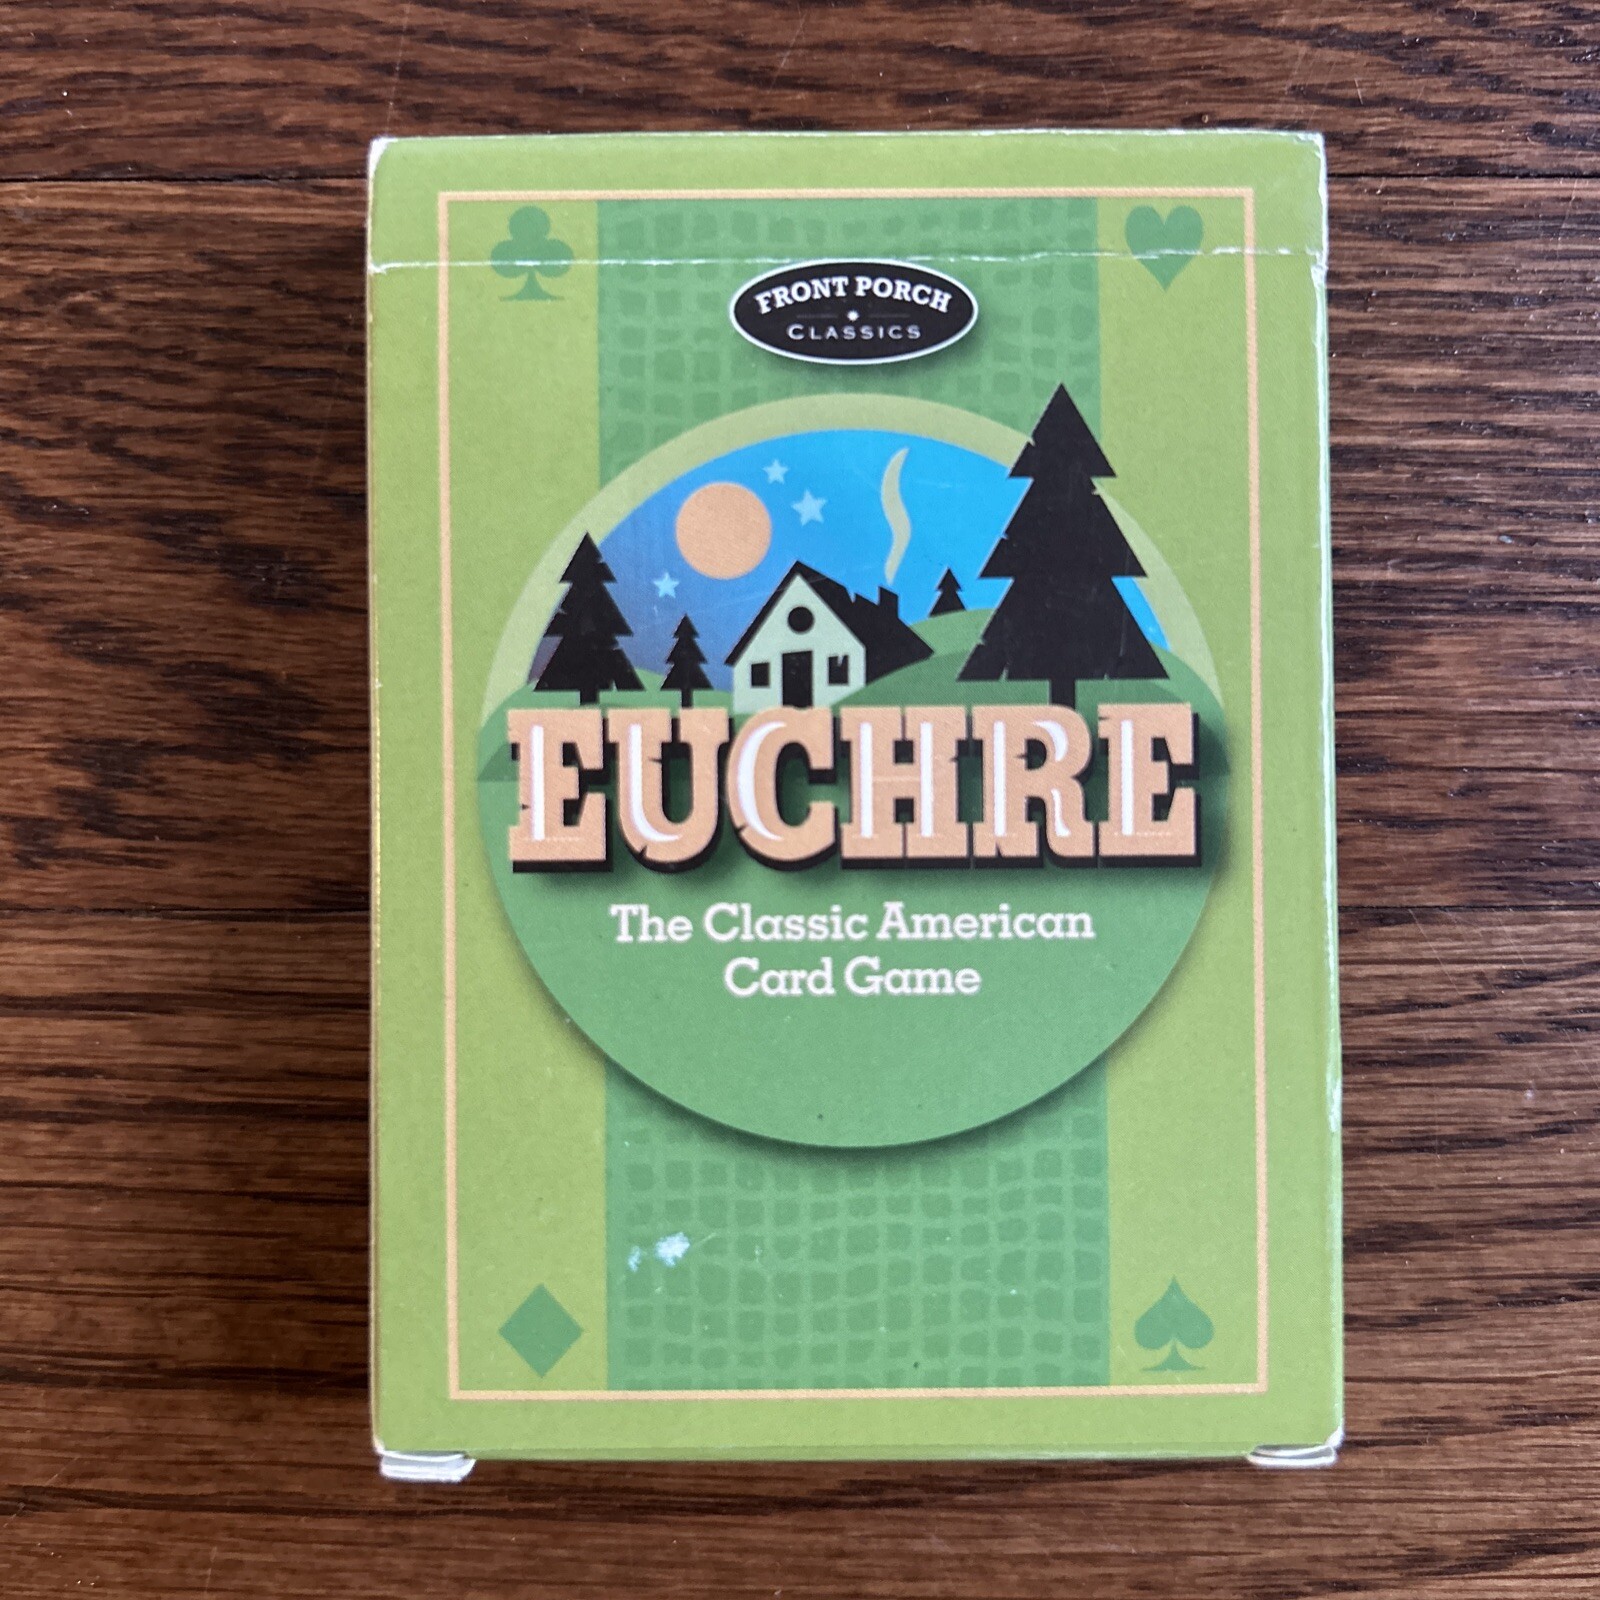 FRONT PORCH
CLASSICS
EUCHRE
The Classic American
Card Game